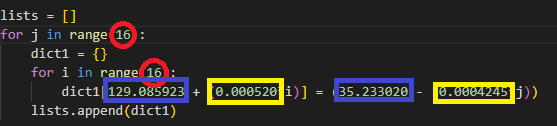 lists = []
for j in range(16):
dict1 = {}
for i in range(16):
dict1[129.085923 + (0.000520*i)] = (35.233020 - (0.0004245*j))
lists.append(dict1)